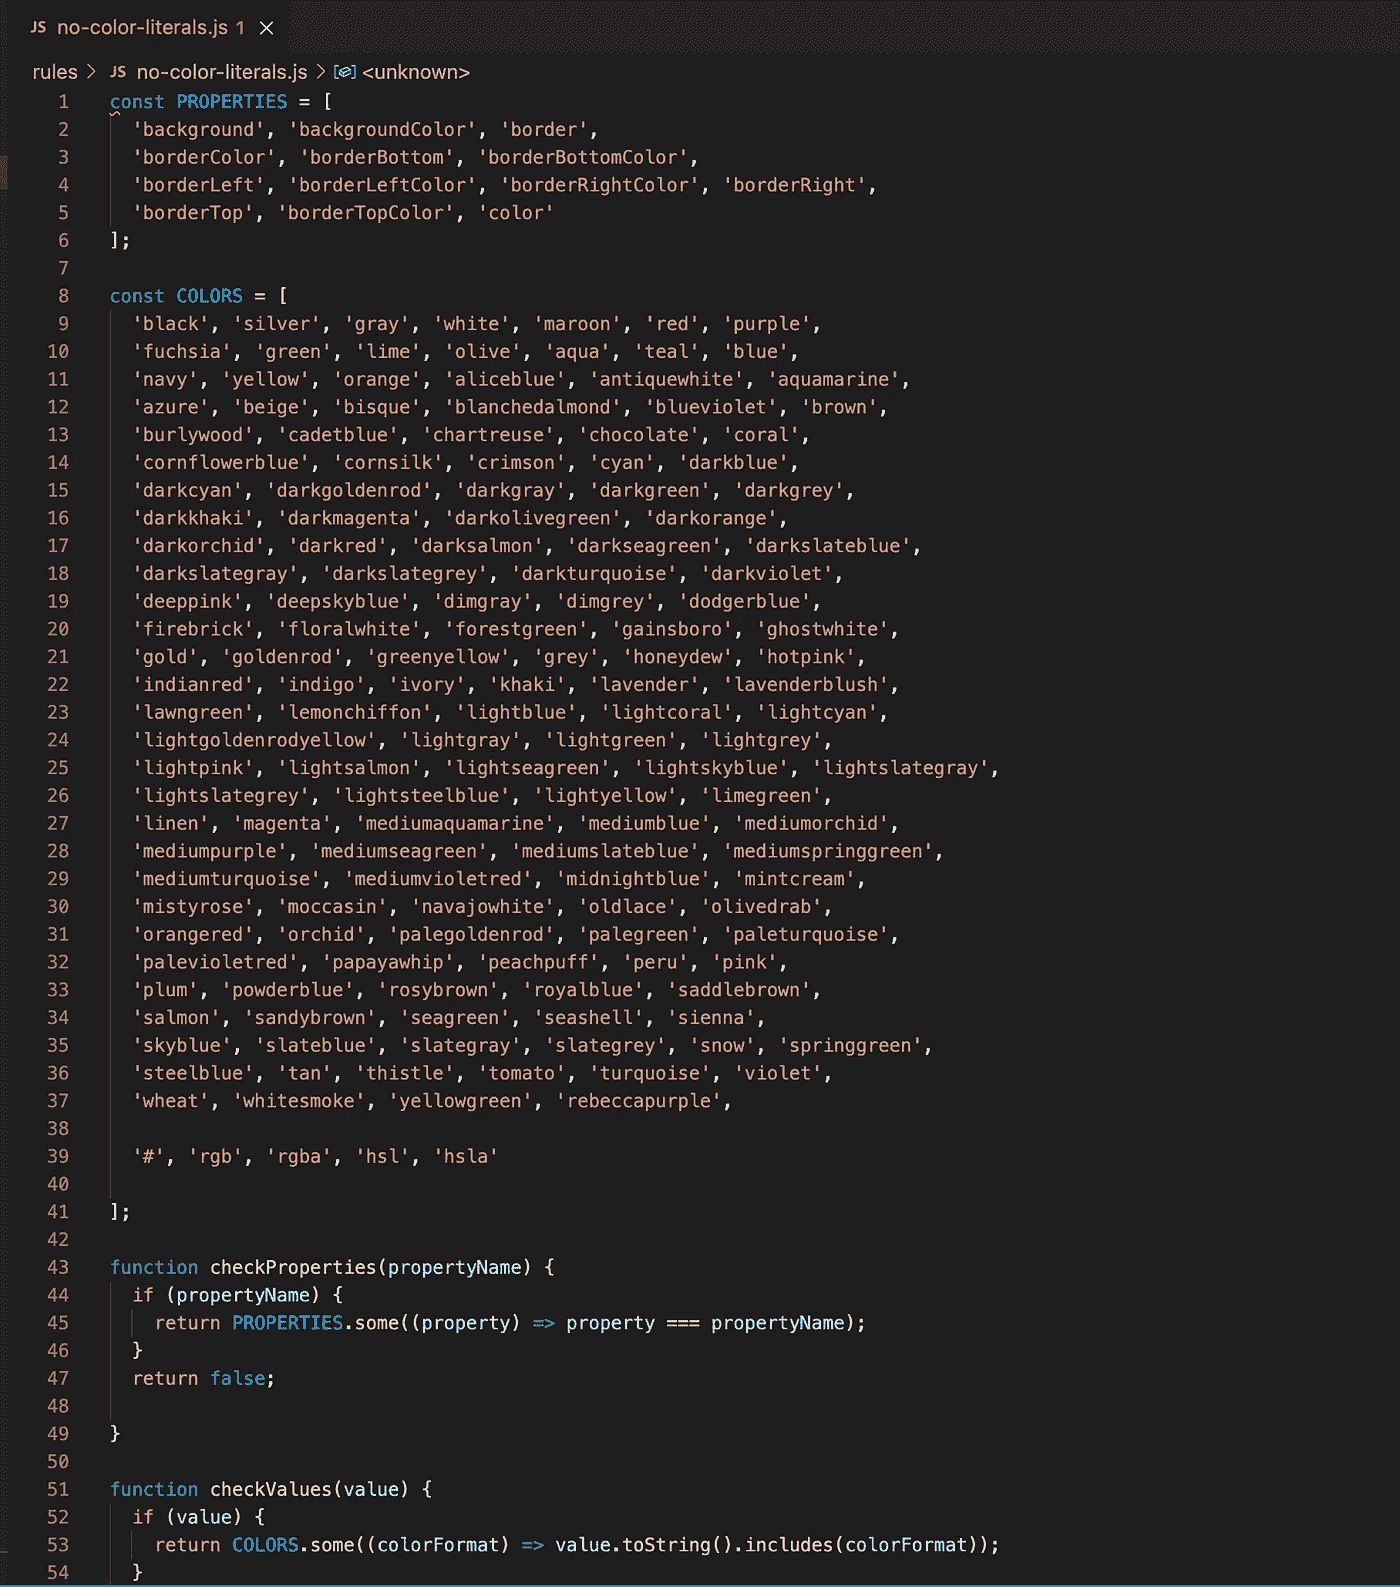 JS no-color-literals.js 1 ×
rules > JS no-color-literals.js > <unknown>
1 const PROPERTIES = [
2 'background', 'backgroundColor', 'border',
3 'borderColor', 'borderBottom', 'borderBottomColor',
4 'borderLeft', 'borderLeftColor', 'borderRightColor', 'borderRight',
5 'borderTop', 'borderTopColor', 'color'
6 ];
7
8 const COLORS = [
9 'black', 'silver', 'gray', 'white', 'maroon', 'red', 'purple',
10 'fuchsia', 'green', 'lime', 'olive', 'aqua', 'teal', 'blue',
11 'navy', 'yellow', 'orange', 'aliceblue', 'antiquewhite', 'aquamarine',
12 'azure', 'beige', 'bisque', 'blanchedalmond', 'blueviolet', 'brown',
13 'burlywood', 'cadetblue', 'chartreuse', 'chocolate', 'coral',
14 'cornflowerblue', 'cornsilk', 'crimson', 'cyan', 'darkblue',
15 'darkcyan', 'darkgoldenrod', 'darkgray', 'darkgreen', 'darkgrey',
16 'darkkhaki', 'darkmagenta', 'darkolivegreen', 'darkorange',
17 'darkorchid', 'darkred', 'darksalmon', 'darkseagreen', 'darkslateblue',
18 'darkslategray', 'darkslategrey', 'darkturquoise', 'darkviolet',
19 'deeppink', 'deepskyblue', 'dimgray', 'dimgrey', 'dodgerblue',
20 'firebrick', 'floralwhite', 'forestgreen', 'gainsboro', 'ghostwhite',
21 'gold', 'goldenrod', 'greenyellow', 'grey', 'honeydew', 'hotpink',
22 'indianred', 'indigo', 'ivory', 'khaki', 'lavender', 'lavenderblush',
23 'lawngreen', 'lemonchiffon', 'lightblue', 'lightcoral', 'lightcyan',
24 'lightgoldenrodyellow', 'lightgray', 'lightgreen', 'lightgrey',
25 'lightpink', 'lightsalmon', 'lightseagreen', 'lightskyblue', 'lightslategray',
26 'lightslategrey', 'lightsteelblue', 'lightyellow', 'limegreen',
27 'linen', 'magenta', 'mediumaquamarine', 'mediumblue', 'mediumorchid',
28 'mediumpurple', 'mediumseagreen', 'mediumslateblue', 'mediumspringgreen',
29 'mediumturquoise', 'mediumvioletred', 'midnightblue', 'mintcream',
30 'mistyrose', 'moccasin', 'navajowhite', 'oldlace', 'olivedrab',
31 'orangered', 'orchid', 'palegoldenrod', 'palegreen', 'paleturquoise',
32 'palevioletred', 'papayawhip', 'peachpuff', 'peru', 'pink',
33 'plum', 'powderblue', 'rosybrown', 'royalblue', 'saddlebrown',
34 'salmon', 'sandybrown', 'seagreen', 'seashell', 'sienna',
35 'skyblue', 'slateblue', 'slategray', 'slategrey', 'snow', 'springgreen',
36 'steelblue', 'tan', 'thistle', 'tomato', 'turquoise', 'violet',
37 'wheat', 'whitesmoke', 'yellowgreen', 'rebeccapurple',
38
39 '#', 'rgb', 'rgba', 'hsl', 'hsla'
40
41 ];
42
43 function checkProperties(propertyName) {
44 if (propertyName) {
45 return PROPERTIES.some((property) => property === propertyName);
46 }
47 return false;
48
49 }
50
51 function checkValues(value) {
52 if (value) {
53 return COLORS.some((colorFormat) => value.toString().includes(colorFormat));
54 }